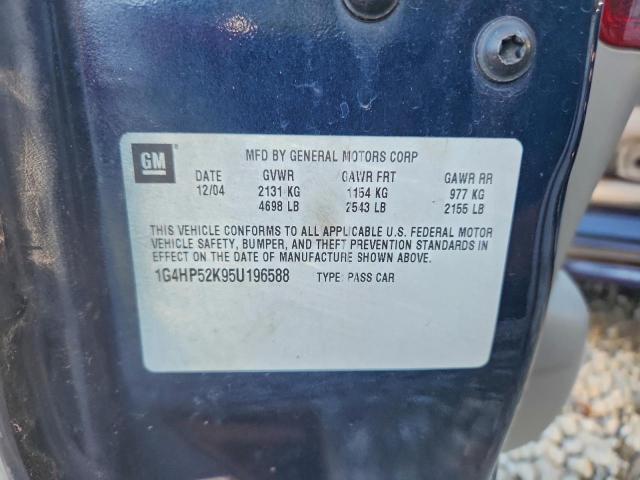 GM
MFD BY GENERAL MOTORS CORP
DATE GVWR GAWR FRT GAWR RR
12/04 2131 KG 1154 KG 977 KG
4698 LB 2543 LB 2155 LB
THIS VEHICLE CONFORMS TO ALL APPLICABLE U.S. FEDERAL MOTOR
VEHICLE SAFETY, BUMPER, AND THEFT PREVENTION STANDARDS IN
EFFECT ON THE DATE OF MANUFACTURE SHOWN ABOVE.
1G4HP52K95U196588 TYPE: PASS CAR